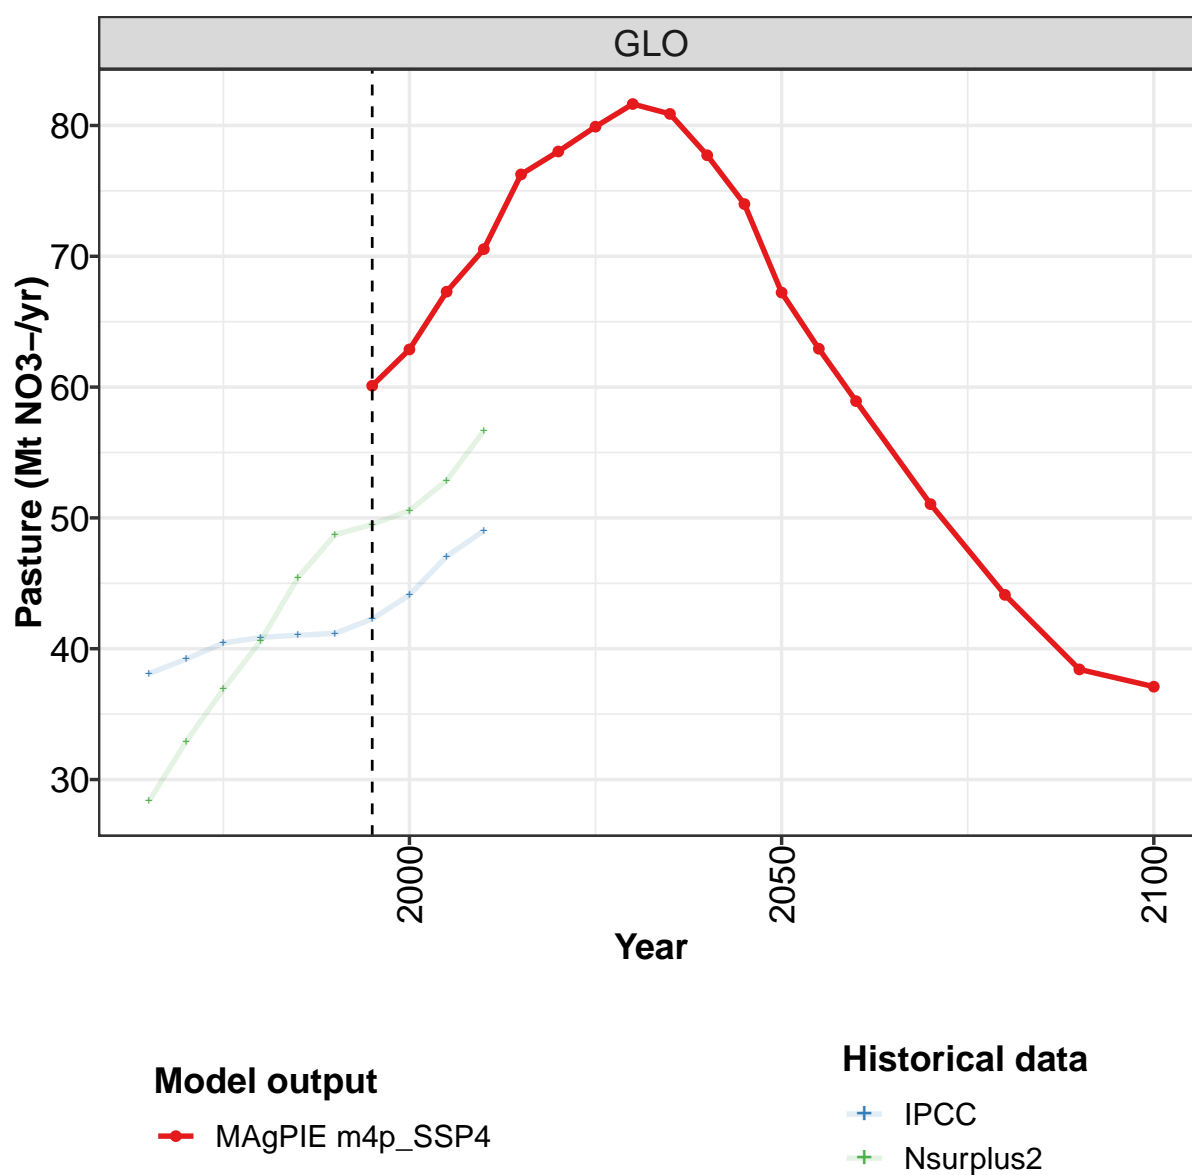 GLO
80
70
60
50
40
30
Pasture (Mt NO3−/yr)
2000
2050
2100
Year
Model output
MAgPIE m4p_SSP4
Historical data
IPCC
Nsurplus2